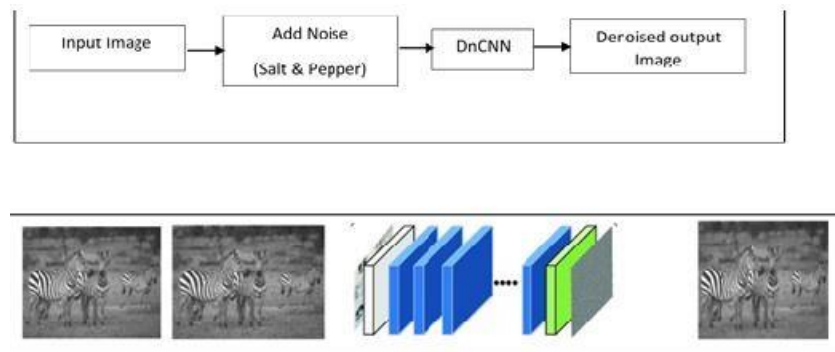 Input Image
Add Noise
(Salt & Pepper)
DnCNN
Deroised output
Image